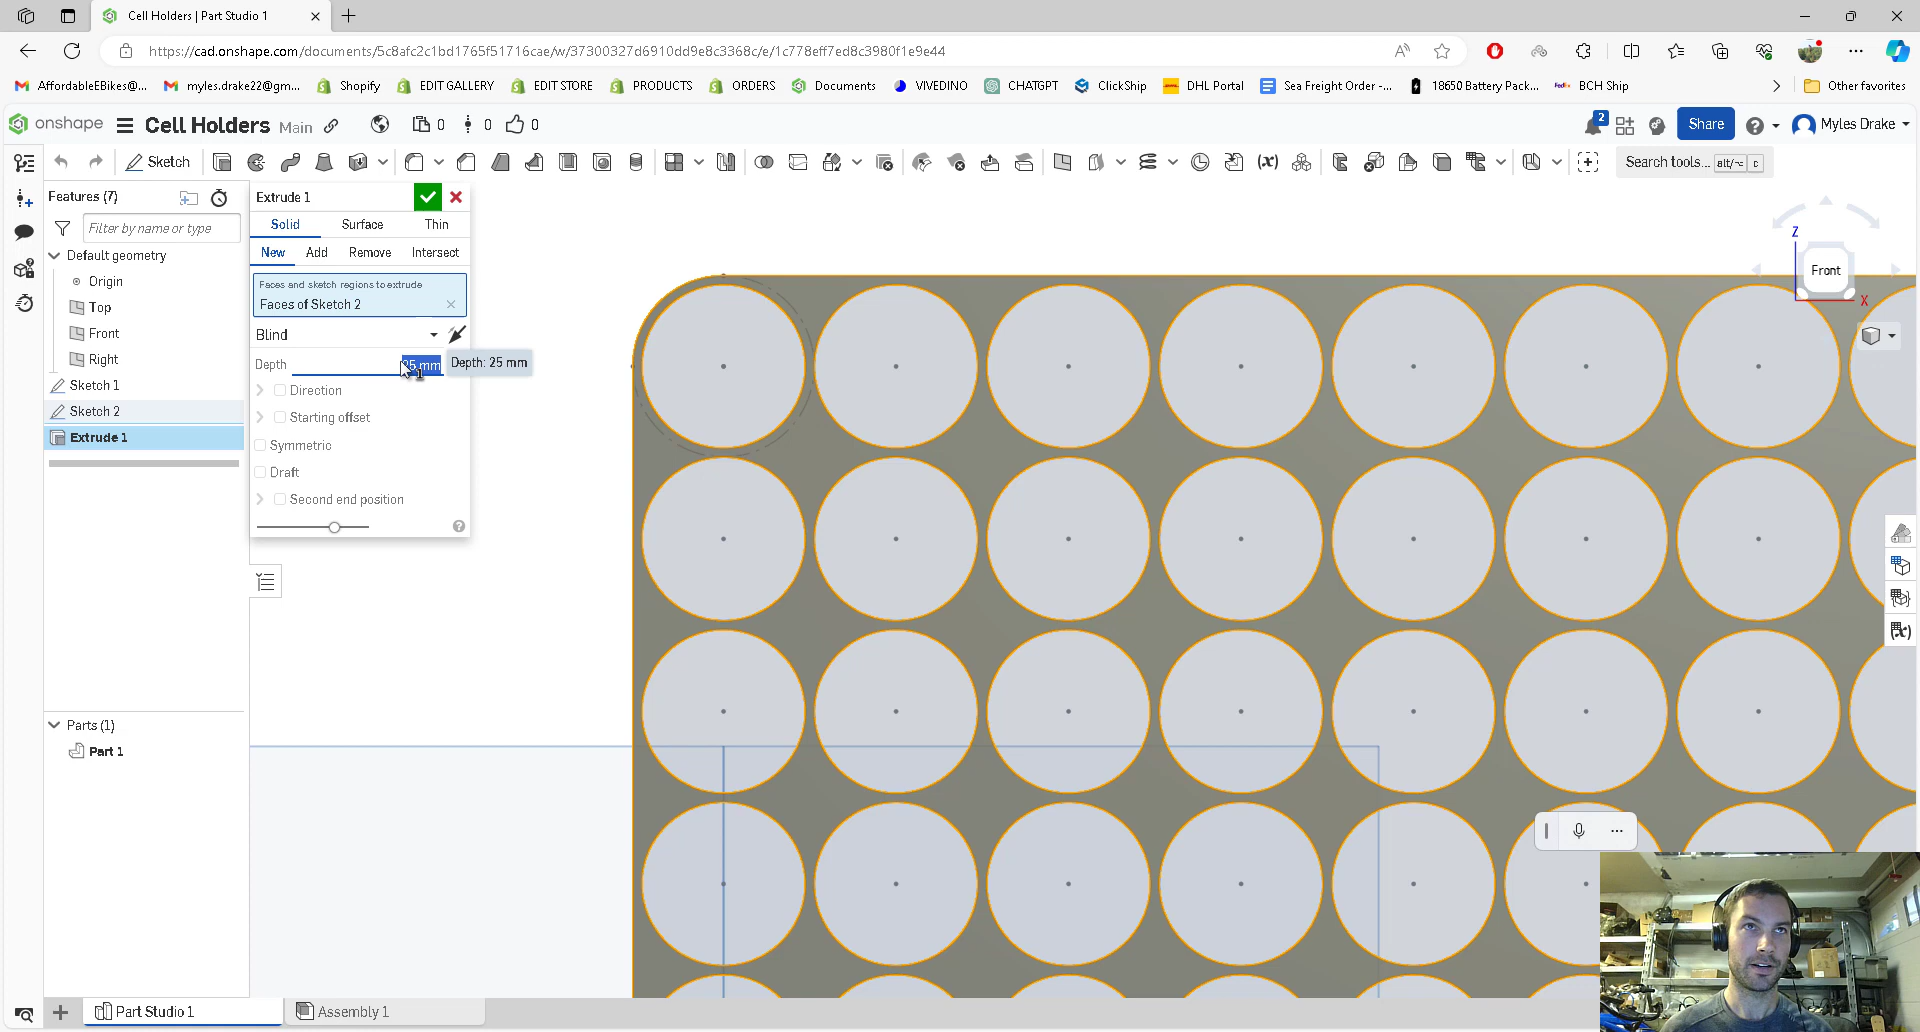 Cell Holders | Part Studio 1
https://cad.onshape.com/documents/5c8afc2c1bd1765f51716cae/w/37300327d6910dd9e8c3368c/e/1c778eff7ed8c3980f1e9e44
AffordableEBikes@...
myles.drake22@gm...
Shopify
EDIT GALLERY
EDIT STORE
PRODUCTS
ORDERS
Documents
VIVEDINO
CHATGPT
ClickShip
DHL Portal
Sea Freight Order -...
18650 Battery Pack...
BCH Ship
Other favorites
onshape
Cell Holders Main
0
0
0
2
Share
Myles Drake
Sketch
Search tools... alt/⌥ c
Features (7)
Filter by name or type
Default geometry
Origin
Top
Front
Right
Sketch 1
Sketch 2
Extrude 1
Parts (1)
Part 1
Extrude 1
Solid Surface Thin
New Add Remove Intersect
Faces and sketch regions to extrude
Faces of Sketch 2
Blind
Depth 25 mm
Depth: 25 mm
Direction
Starting offset
Symmetric
Draft
Second end position
Z
Front
X
Part Studio 1
Assembly 1